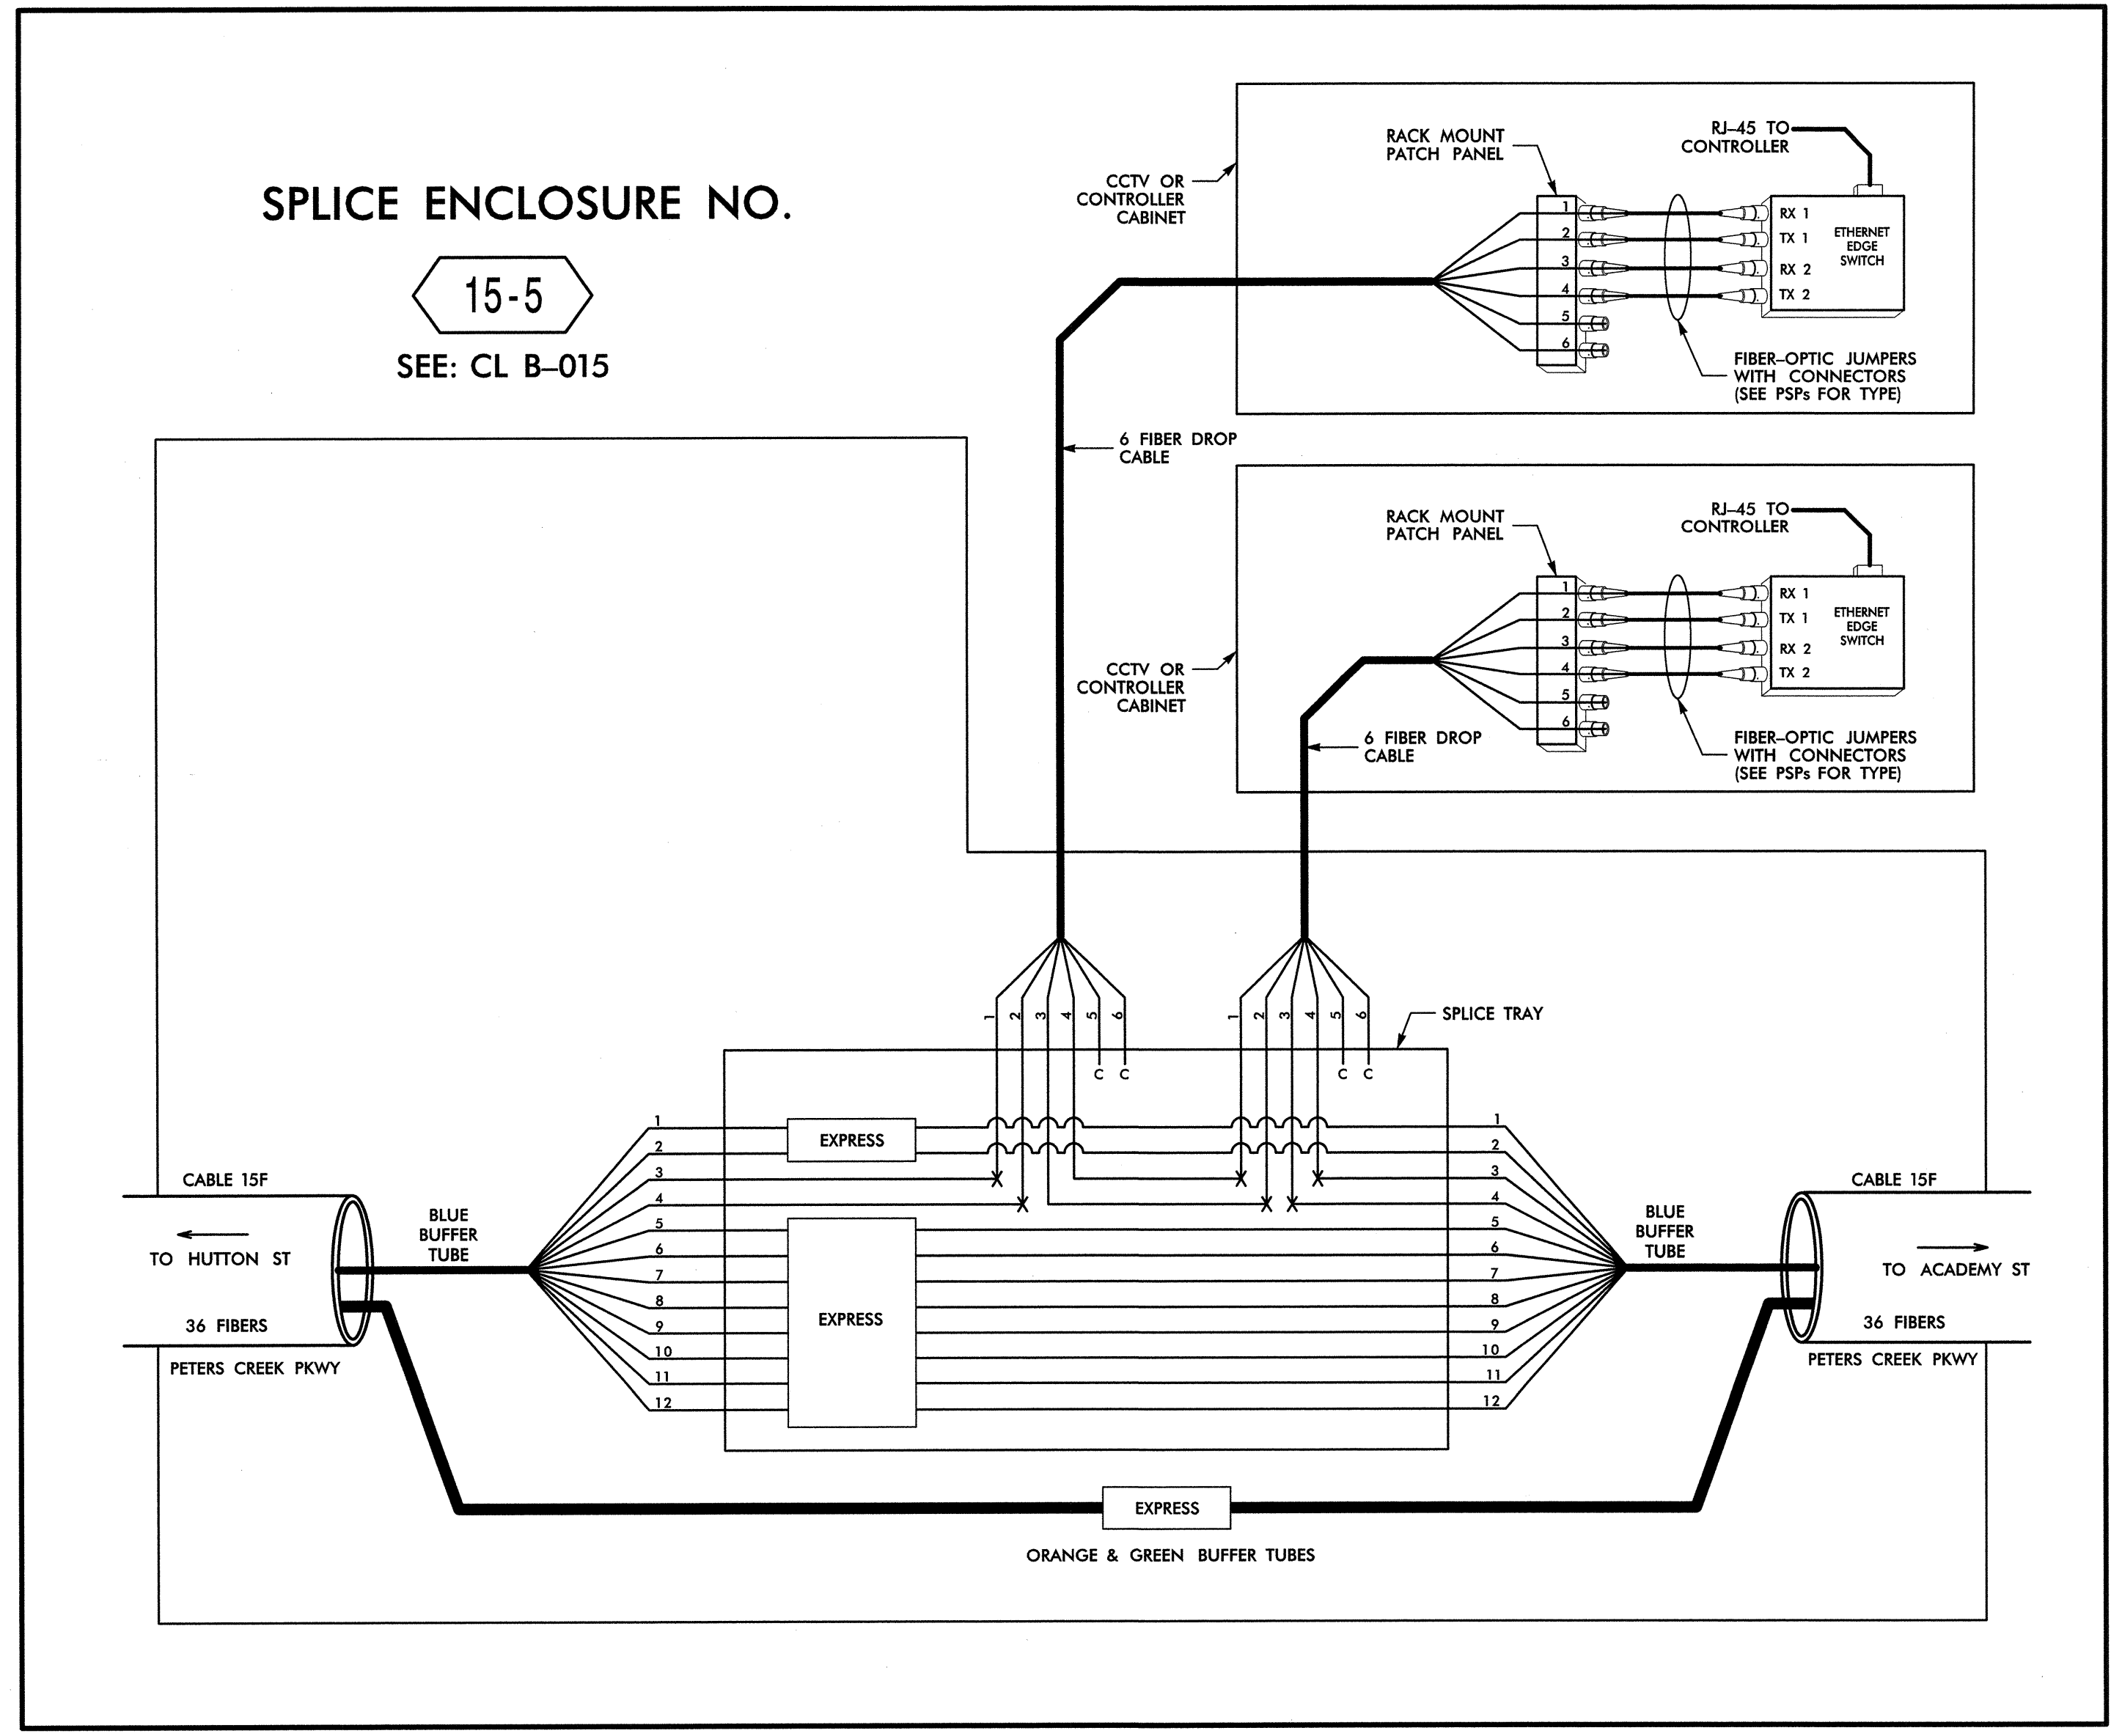 SPLICE ENCLOSURE NO.
15-5
SEE: CL B-015
RACK MOUNT
PATCH PANEL
RJ-45 TO
CONTROLLER
CCTV OR
CONTROLLER
CABINET
1
2
3
4
5
6
RX 1
TX 1
RX 2
TX 2
ETHERNET
EDGE
SWITCH
FIBER-OPTIC JUMPERS
WITH CONNECTORS
(SEE PSPs FOR TYPE)
6 FIBER DROP
CABLE
RACK MOUNT
PATCH PANEL
RJ-45 TO
CONTROLLER
CCTV OR
CONTROLLER
CABINET
1
2
3
4
5
6
RX 1
TX 1
RX 2
TX 2
ETHERNET
EDGE
SWITCH
6 FIBER DROP
CABLE
FIBER-OPTIC JUMPERS
WITH CONNECTORS
(SEE PSPs FOR TYPE)
1 2 3 4 5 6
1 2 3 4 5 6
SPLICE TRAY
C C
C C
1
2
3
4
5
6
7
8
9
10
11
12
EXPRESS
EXPRESS
1
2
3
4
5
6
7
8
9
10
11
12
CABLE 15F
TO HUTTON ST
36 FIBERS
PETERS CREEK PKWY
BLUE
BUFFER
TUBE
BLUE
BUFFER
TUBE
CABLE 15F
TO ACADEMY ST
36 FIBERS
PETERS CREEK PKWY
EXPRESS
ORANGE & GREEN BUFFER TUBES